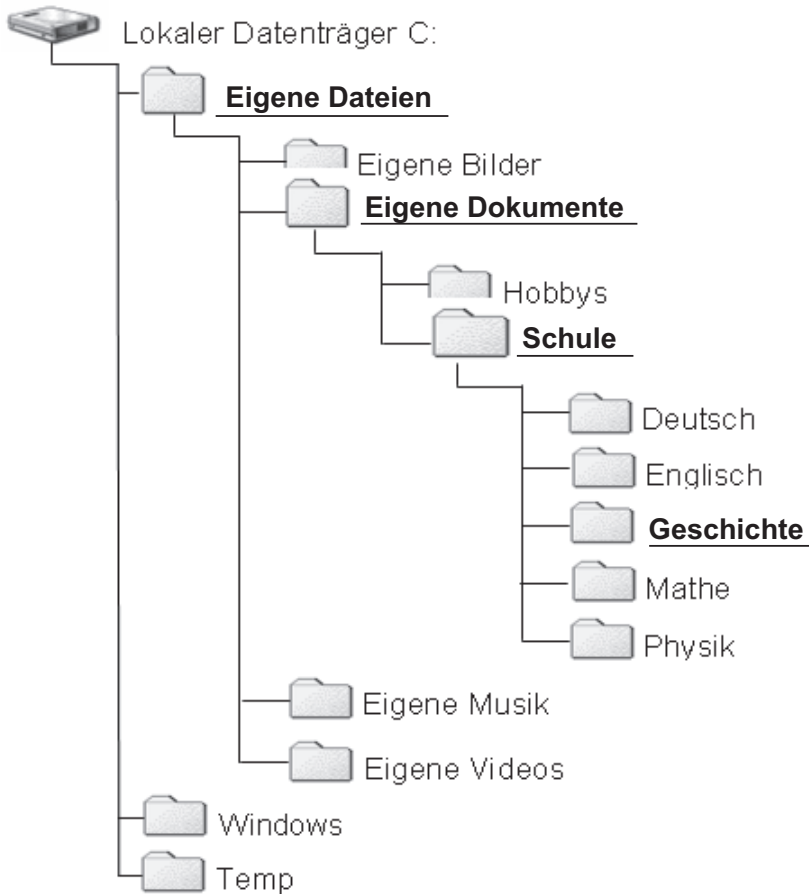 Lokaler Datenträger C:
Eigene Dateien
Eigene Bilder
Eigene Dokumente
Hobbys
Schule
Deutsch
Englisch
Geschichte
Mathe
Physik
Eigene Musik
Eigene Videos
Windows
Temp